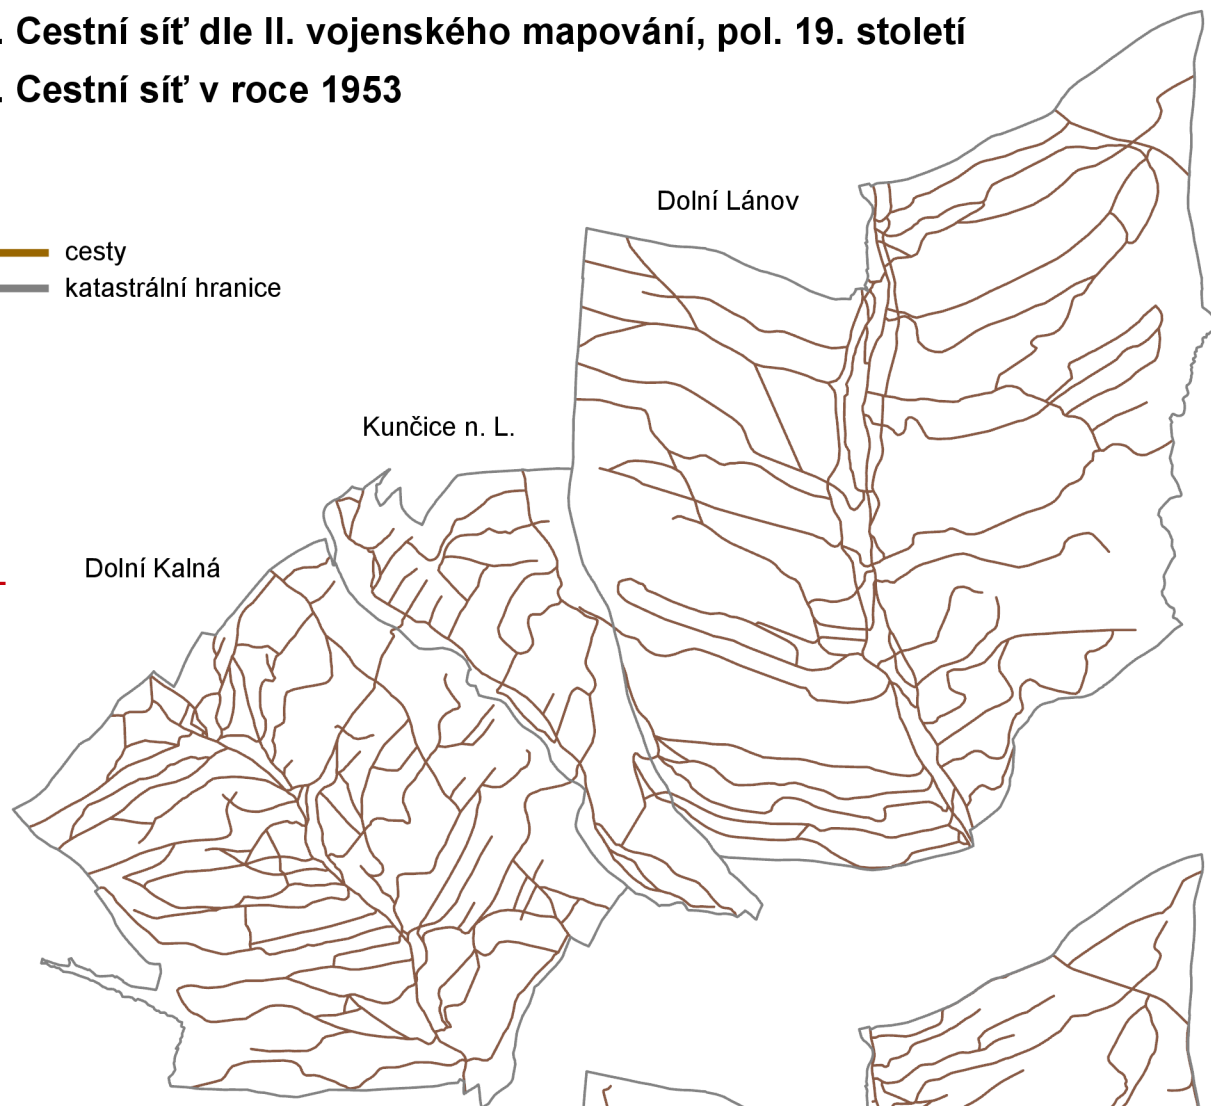 . Cestní síť dle II. vojenského mapování, pol. 19. století
. Cestní síť v roce 1953
Dolní Lánov
cesty
katastrální hranice
Kunčice n. L.
Dolní Kalná